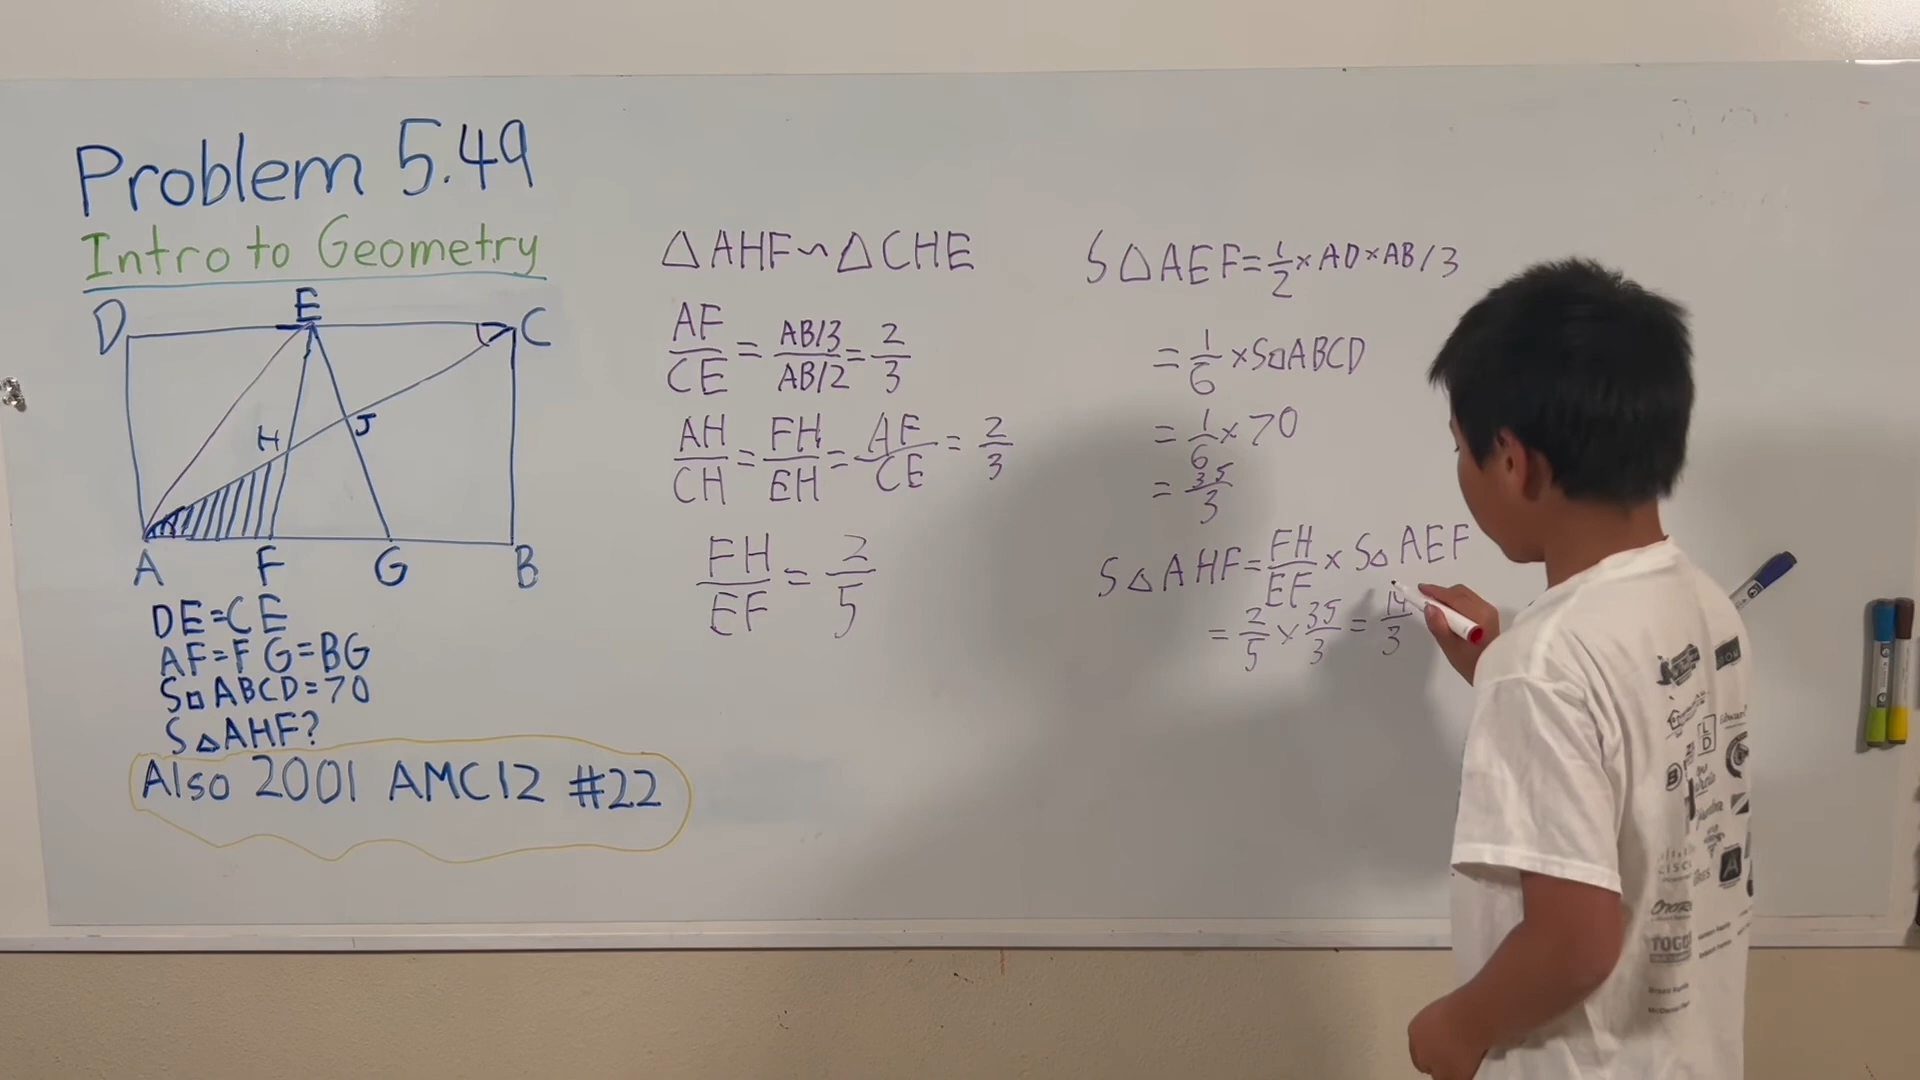 Problem 5.49
Intro to Geometry
D E C
H J
A F G B
DE=CE
AF=FG=BG
S□ABCD=70
S△AHF?
Also 2001 AMC12 #22
△AHF~△CHE
AF/CE = AB/3 / AB/2 = 2/3
AH/CH = FH/EH = AF/CE = 2/3
FH/EF = 2/5
S△AEF=1/2×AD×AB/3
=1/6×S□ABCD
=1/6×70
=35/3
S△AHF=FH/EF×S△AEF
=2/5×35/3=14/3
CISCO
TOGO